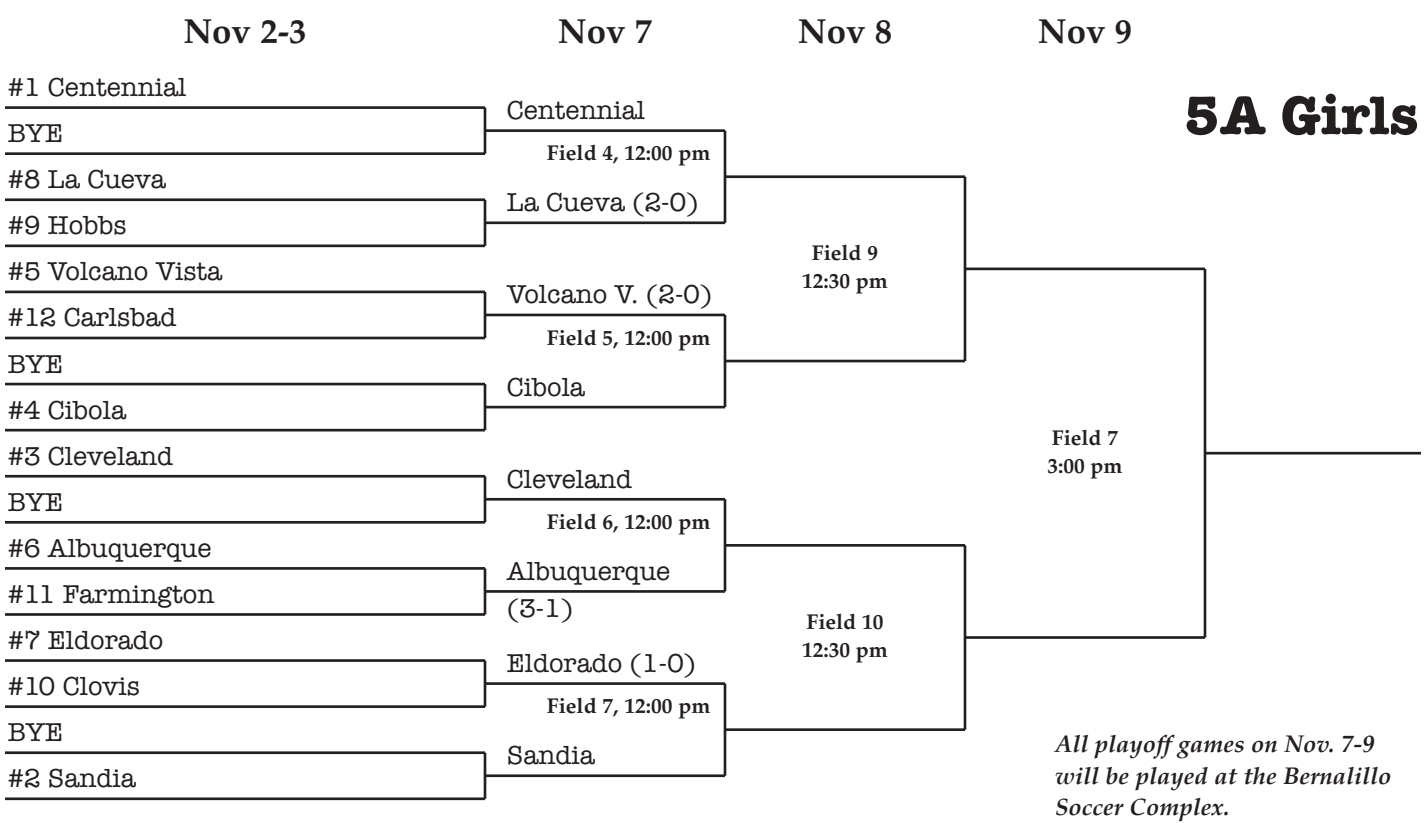 Nov 2-3
Nov 7
Nov 8
Nov 9
5A Girls
#1 Centennial
BYE
#8 La Cueva
#9 Hobbs
#5 Volcano Vista
#12 Carlsbad
BYE
#4 Cibola
#3 Cleveland
BYE
#6 Albuquerque
#11 Farmington
#7 Eldorado
#10 Clovis
BYE
#2 Sandia
Centennial
Field 4, 12:00 pm
La Cueva (2-0)
Volcano V. (2-0)
Field 5, 12:00 pm
Cibola
Cleveland
Field 6, 12:00 pm
Albuquerque
(3-1)
Eldorado (1-0)
Field 7, 12:00 pm
Sandia
Field 9
12:30 pm
Field 10
12:30 pm
Field 7
3:00 pm
All playoff games on Nov. 7-9
will be played at the Bernalillo
Soccer Complex.